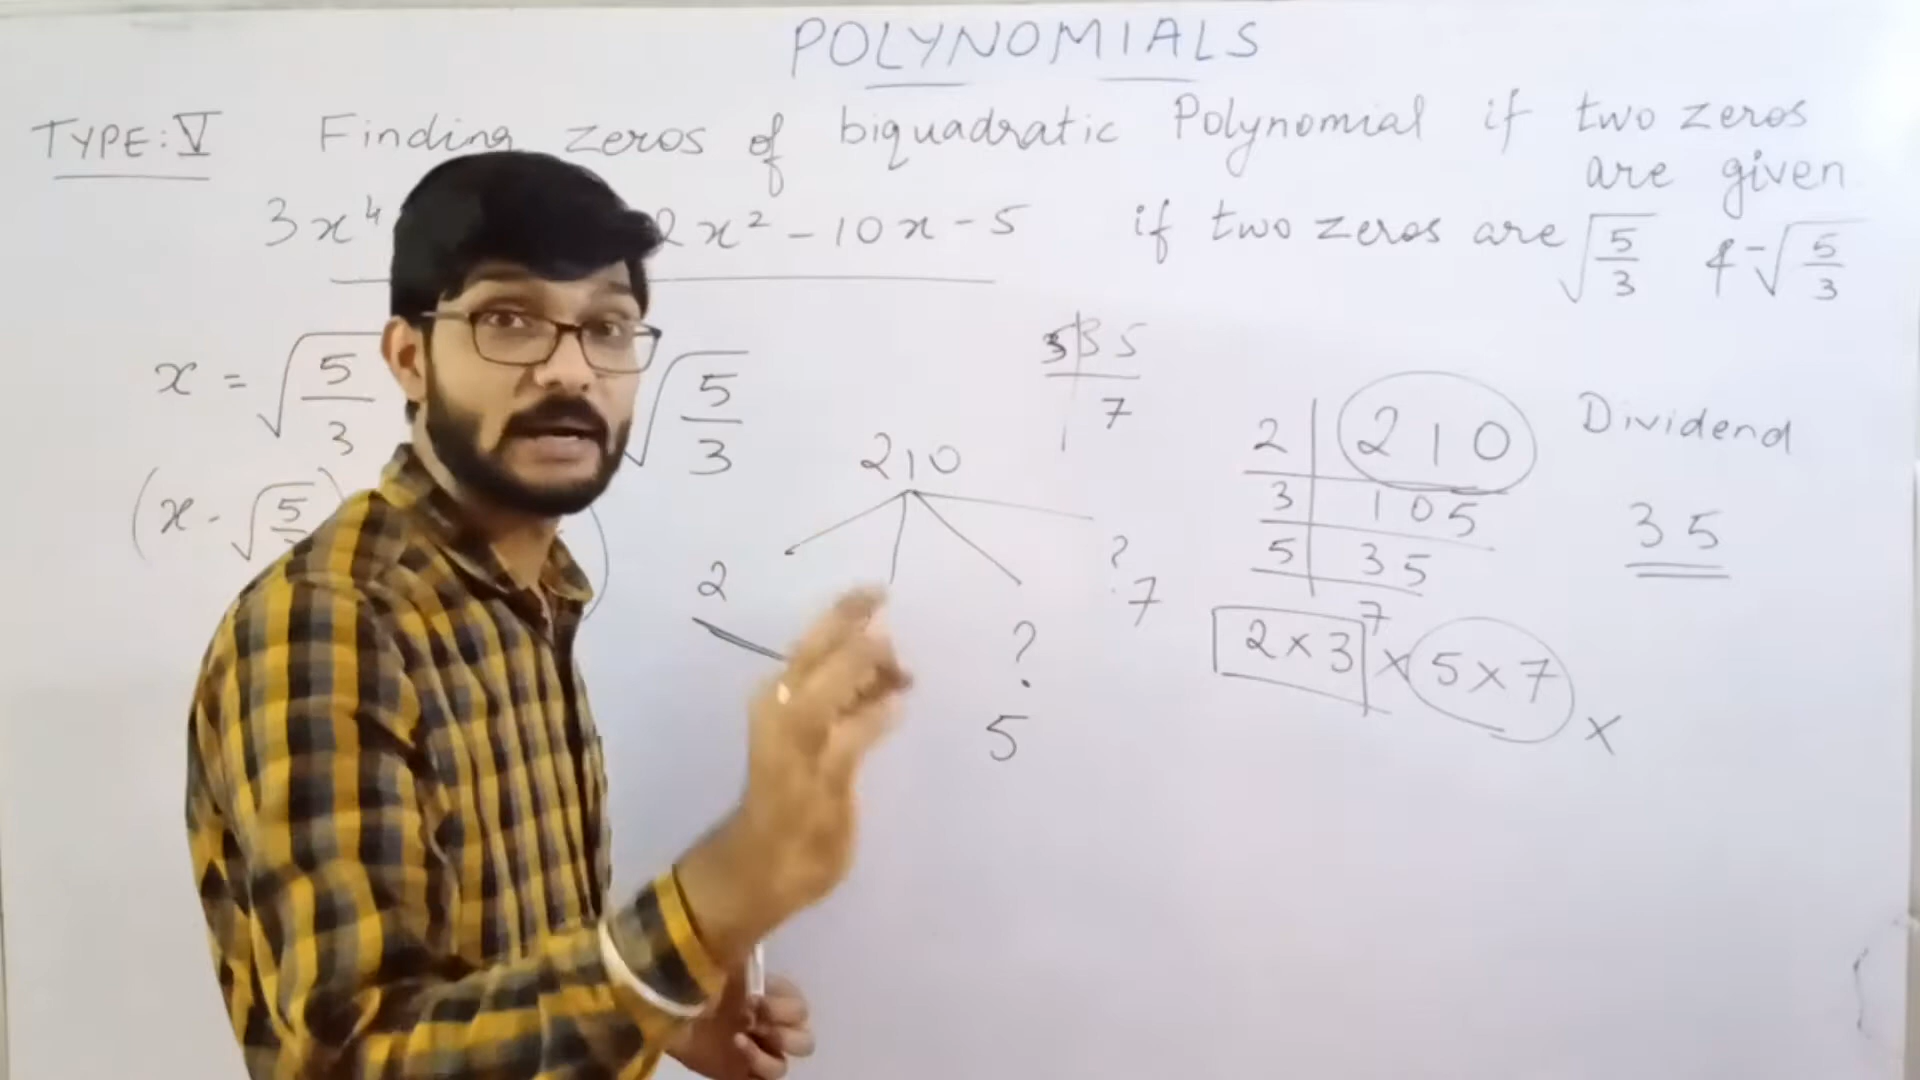 POLYNOMIALS
TYPE: V Finding zeros of biquadratic Polynomial if two zeros
are given
3x⁴ 2x² - 10x - 5 if two zeros are √5/3 & -√5/3
x = √5/3 √5/3
5 | 35
7
(x - √5
210
2 ? 5 ? 7
2 | 210 Dividend
3 | 105
5 | 35
7
35
2 × 3 × 5 × 7 ×